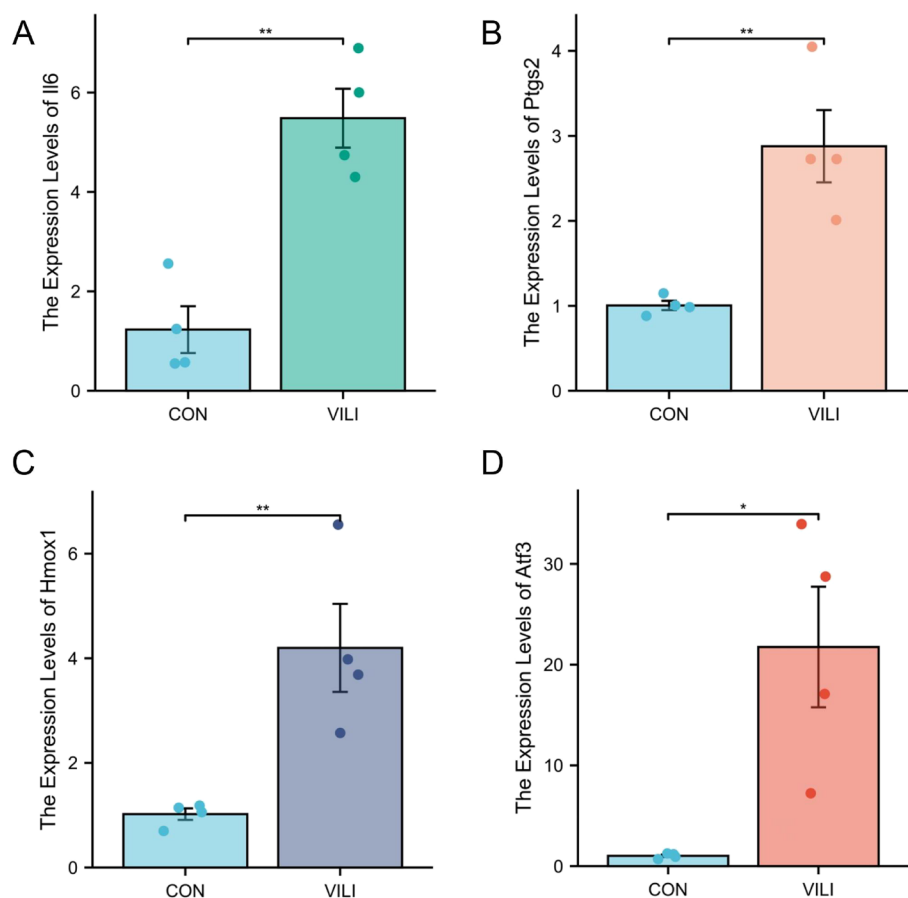 A
The Expression Levels of Il6
0
2
4
6
**
CON
VILI
B
The Expression Levels of Ptgs2
0
1
2
3
4
**
CON
VILI
C
The Expression Levels of Hmox1
0
2
4
6
**
CON
VILI
D
The Expression Levels of Atf3
0
10
20
30
*
CON
VILI